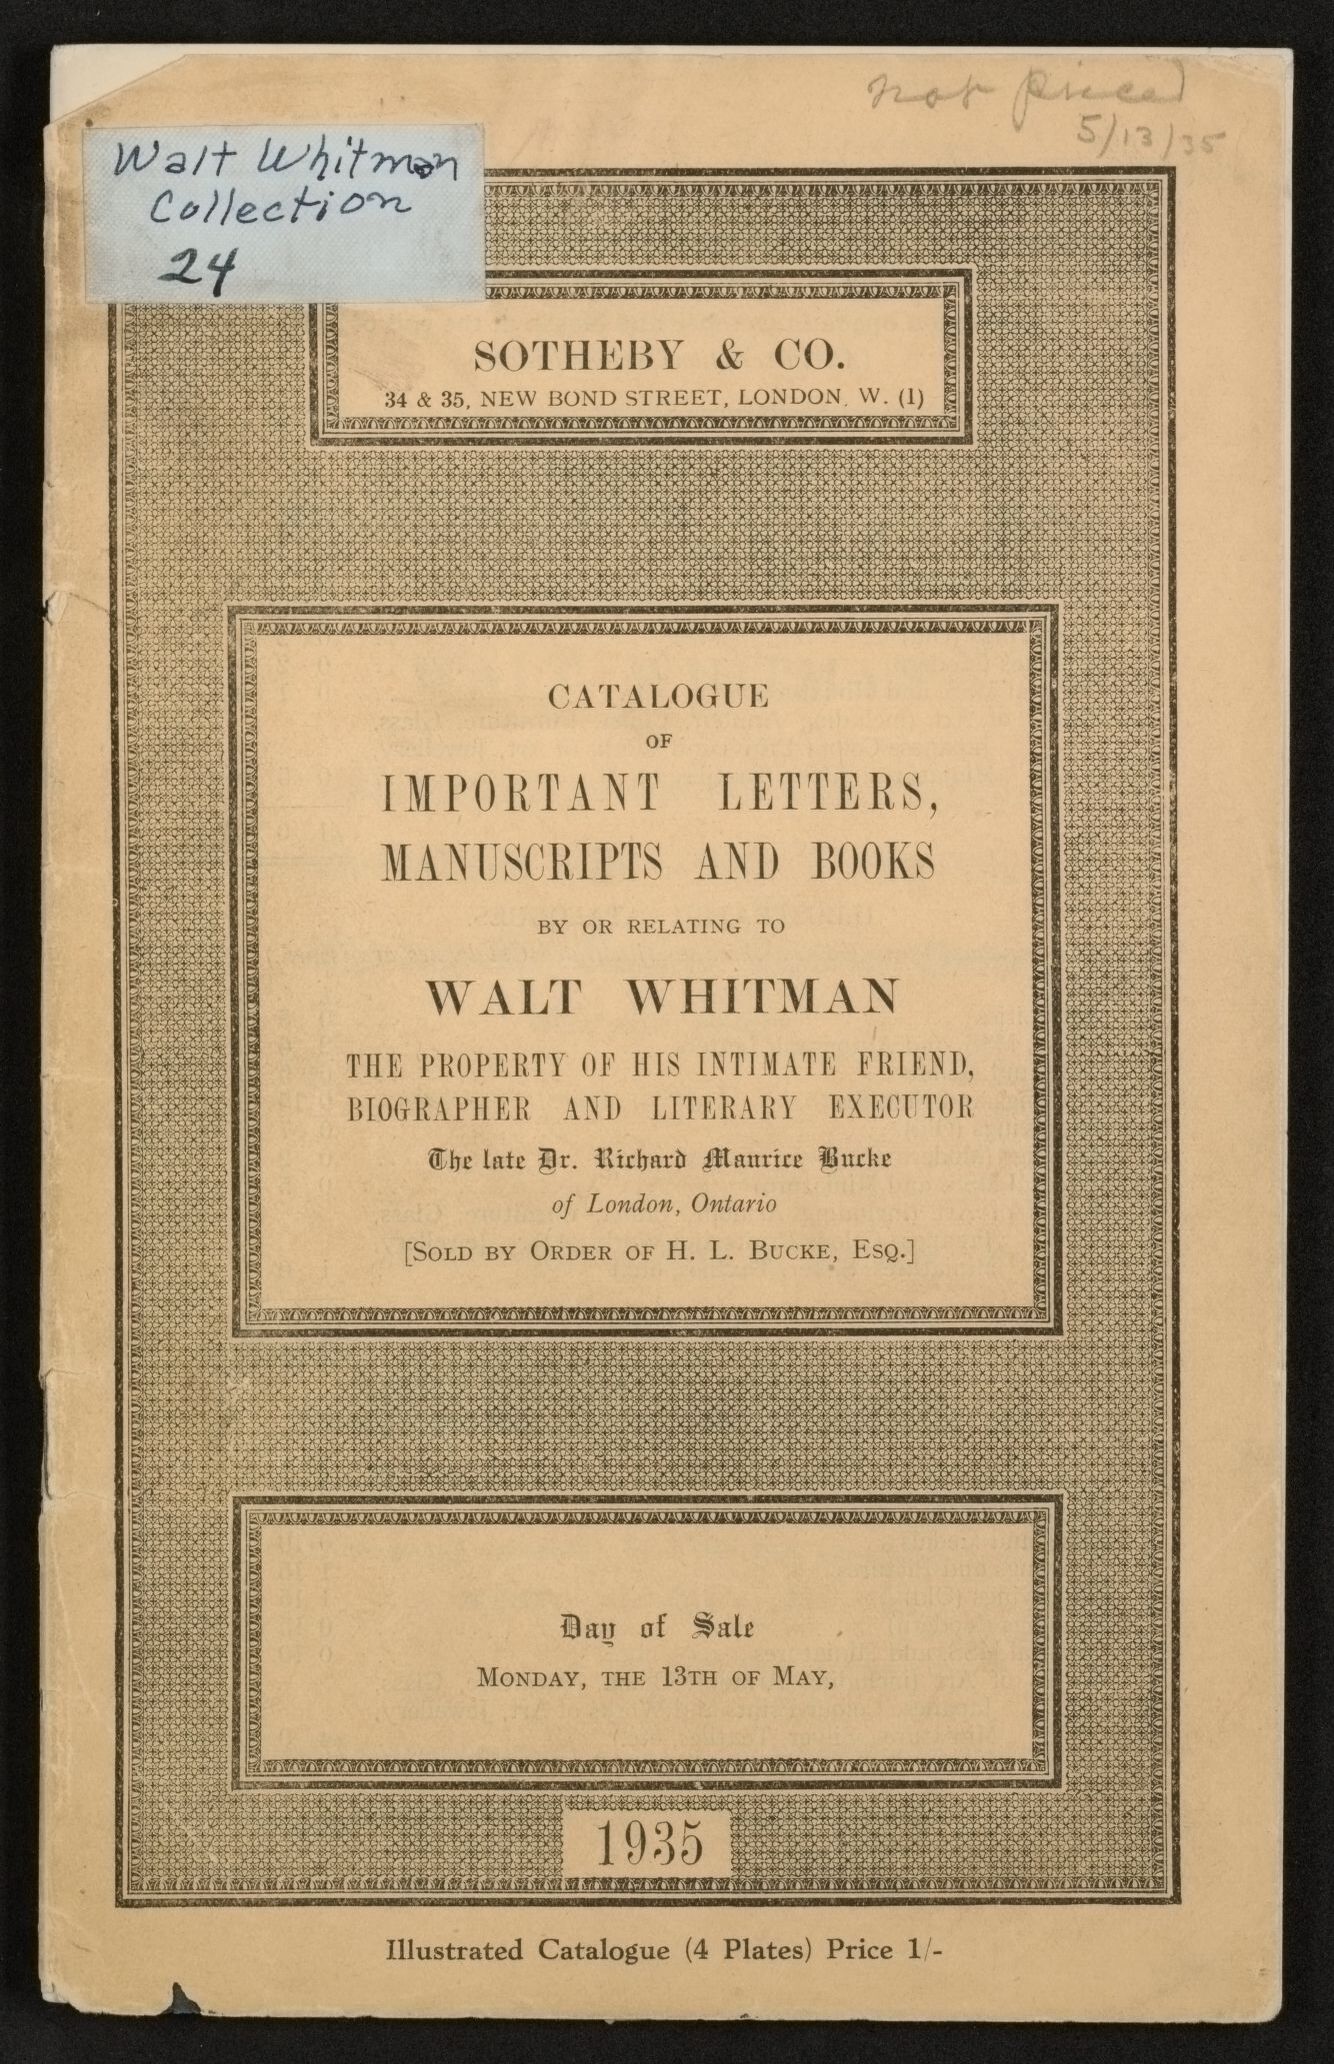 not priced
5/13/35
Walt Whitman
Collection
24
SOTHEBY & CO.
34 & 35, NEW BOND STREET, LONDON, W. (1)
CATALOGUE
OF
IMPORTANT LETTERS,
MANUSCRIPTS AND BOOKS
BY OR RELATING TO
WALT WHITMAN
THE PROPERTY OF HIS INTIMATE FRIEND,
BIOGRAPHER AND LITERARY EXECUTOR
The late Dr. Richard Maurice Bucke
of London, Ontario
[SOLD BY ORDER OF H. L. BUCKE, ESQ.]
Day of Sale
MONDAY, THE 13TH OF MAY,
1935
Illustrated Catalogue (4 Plates) Price 1/-